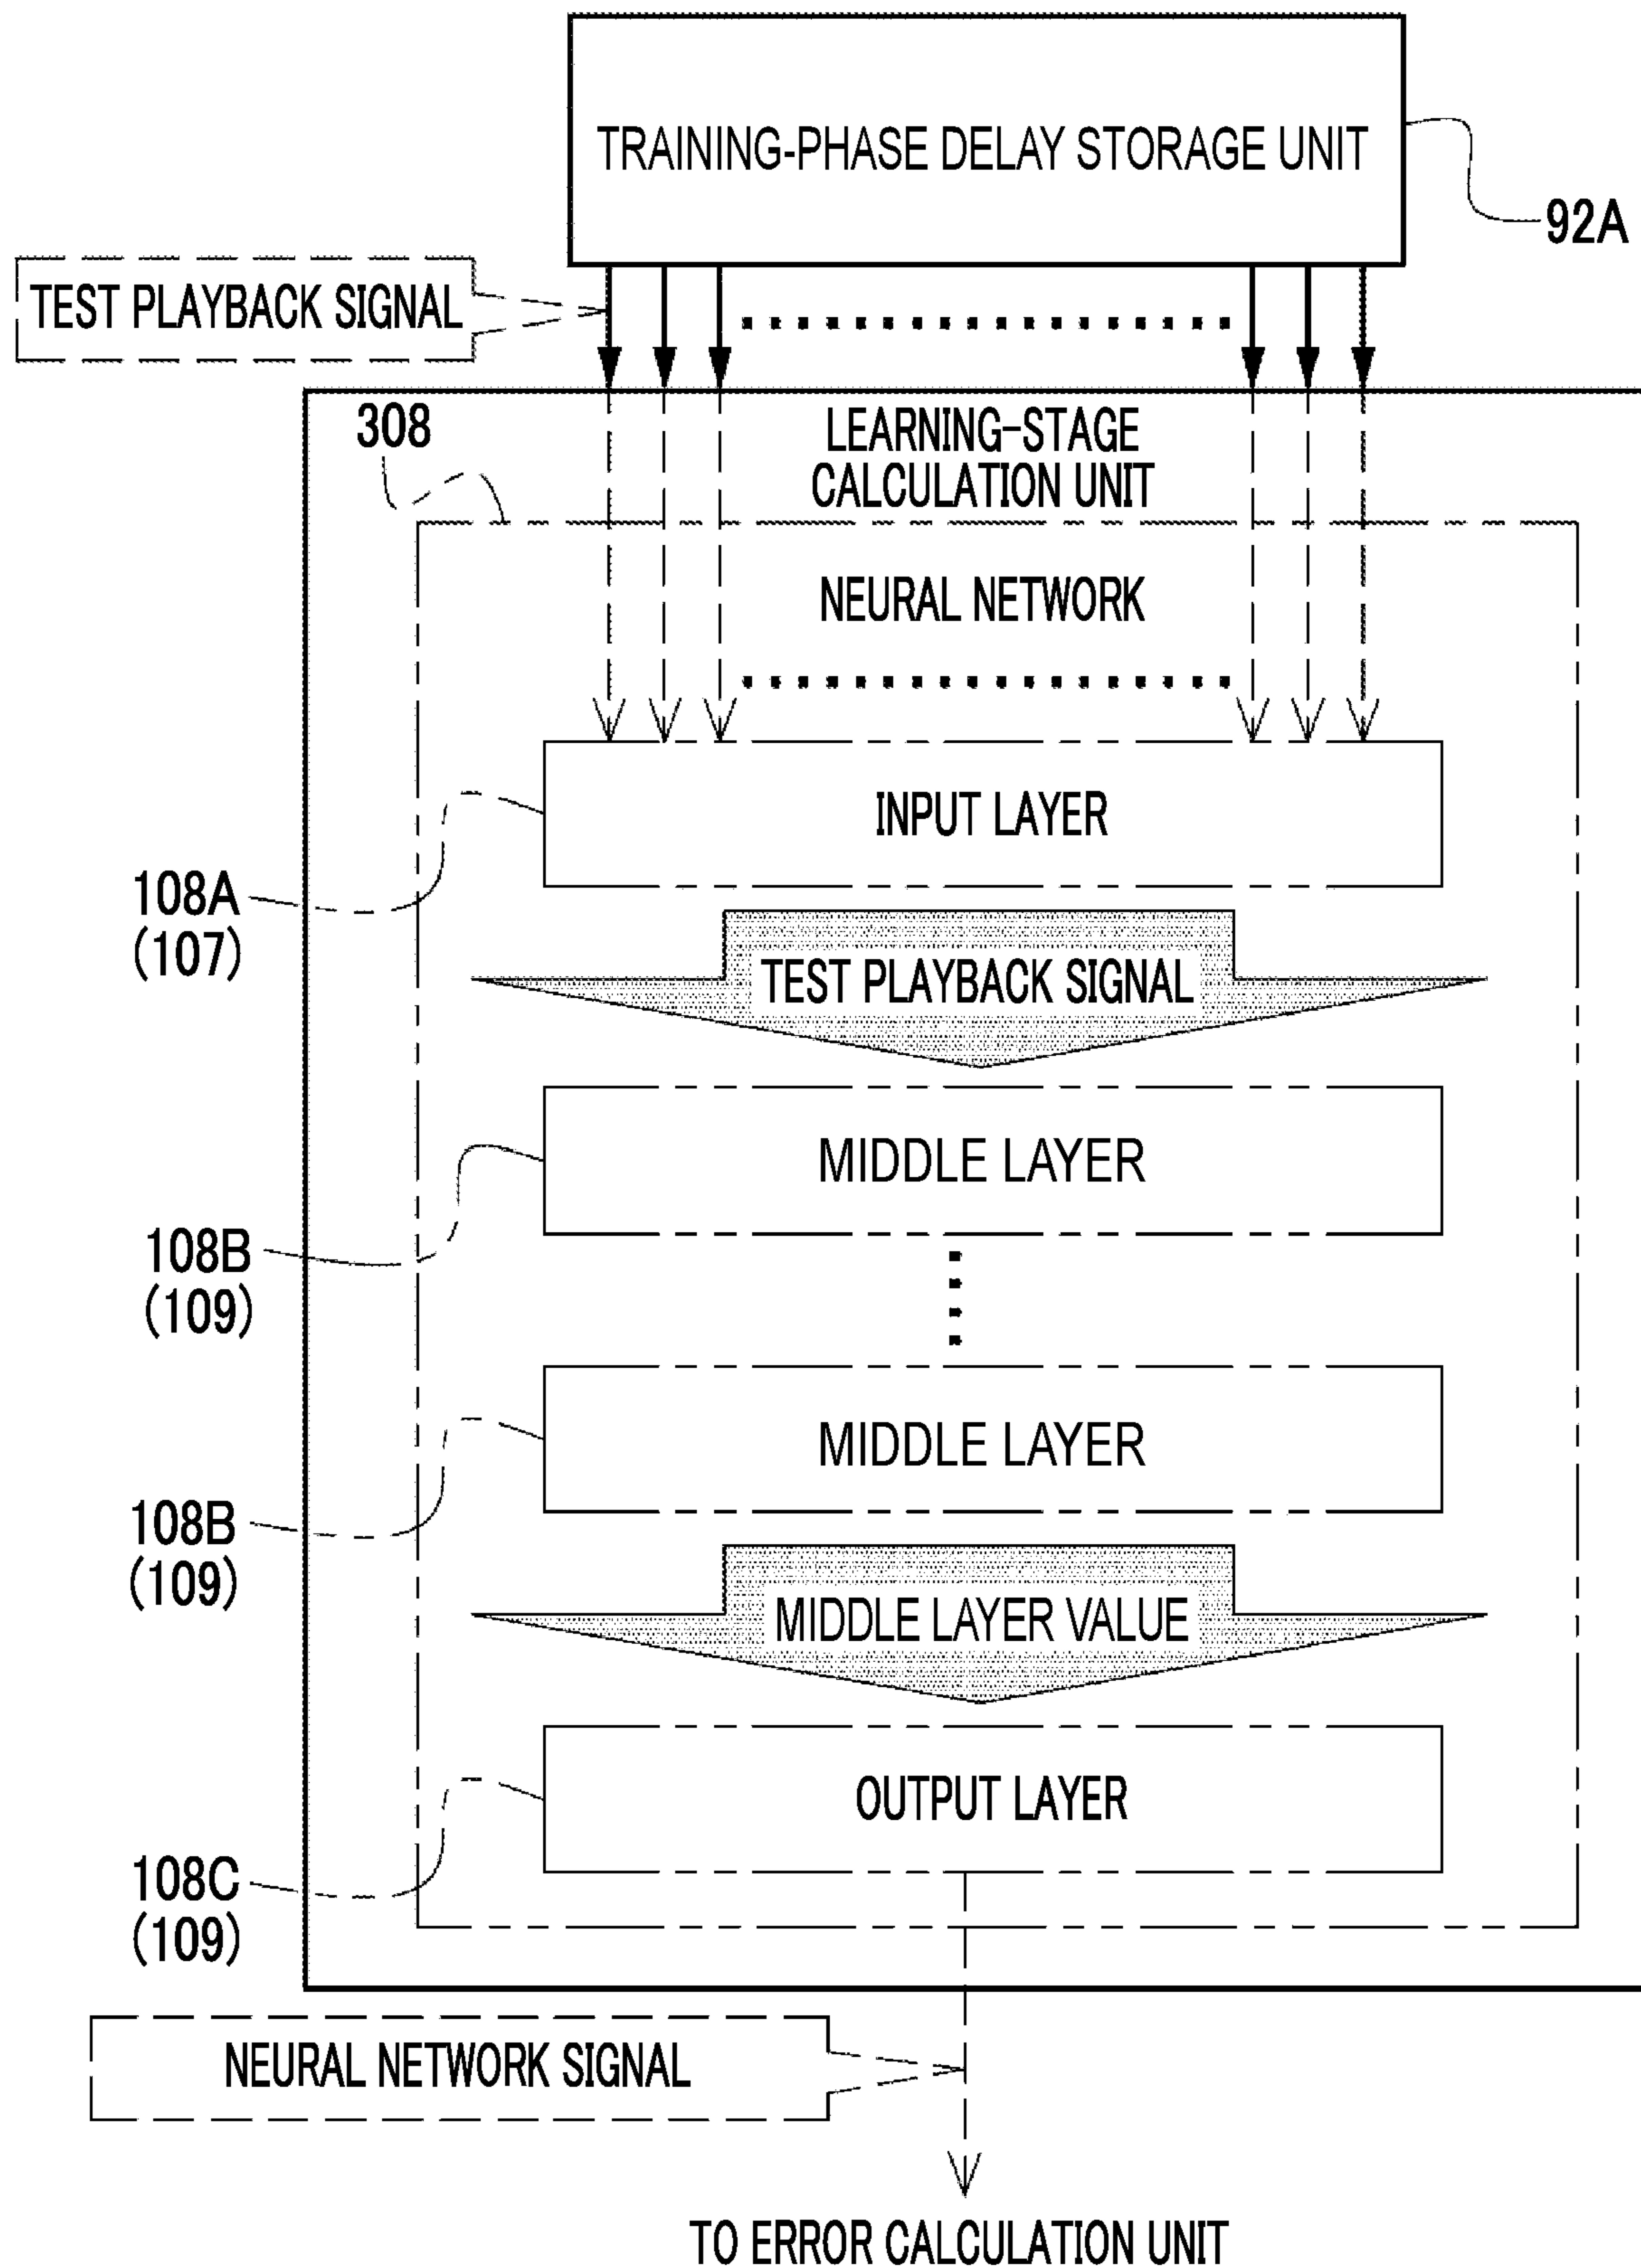 TRAINING-PHASE DELAY STORAGE UNIT
92A
TEST PLAYBACK SIGNAL
308
LEARNING-STAGE
CALCULATION UNIT
NEURAL NETWORK
INPUT LAYER
108A
(107)
TEST PLAYBACK SIGNAL
MIDDLE LAYER
108B
(109)
MIDDLE LAYER
108B
(109)
MIDDLE LAYER VALUE
OUTPUT LAYER
108C
(109)
NEURAL NETWORK SIGNAL
TO ERROR CALCULATION UNIT